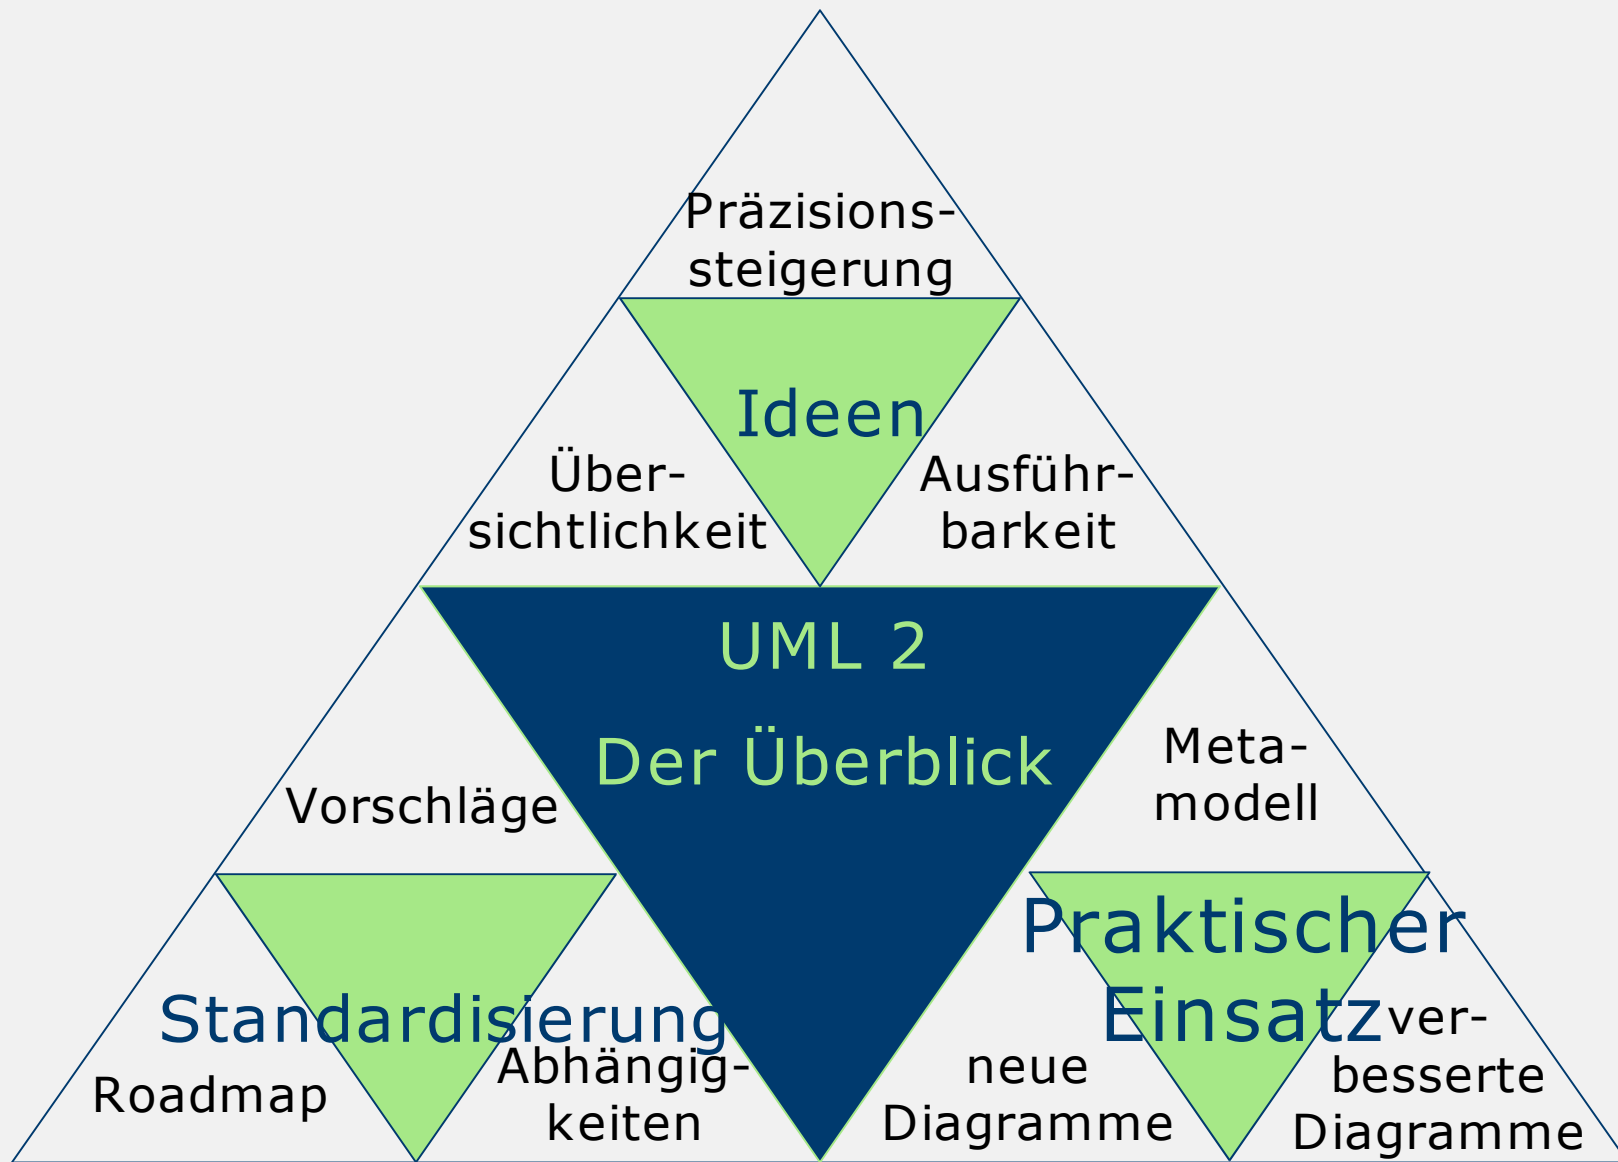 Präzisions-
steigerung
Ideen
Über-
sichtlichkeit
Ausführ-
barkeit
UML 2
Der Überblick
Vorschläge
Meta-
modell
Standardisierung
Roadmap
Abhängig-
keiten
Praktischer
Einsatz
neue
Diagramme
ver-
besserte
Diagramme